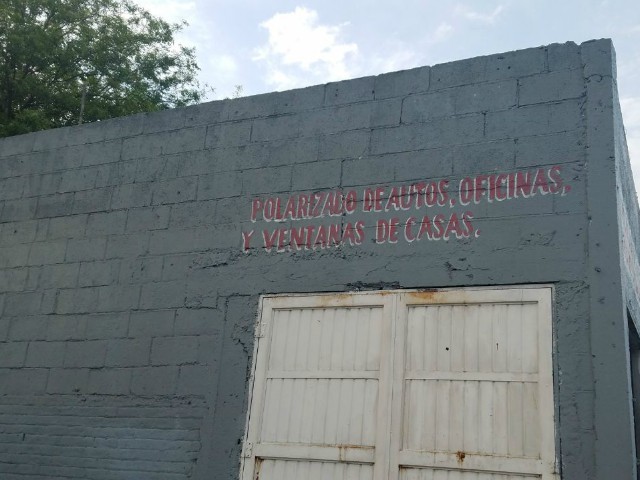 POLARIZADO DE AUTOS, OFICINAS,
Y VENTANAS DE CASAS.